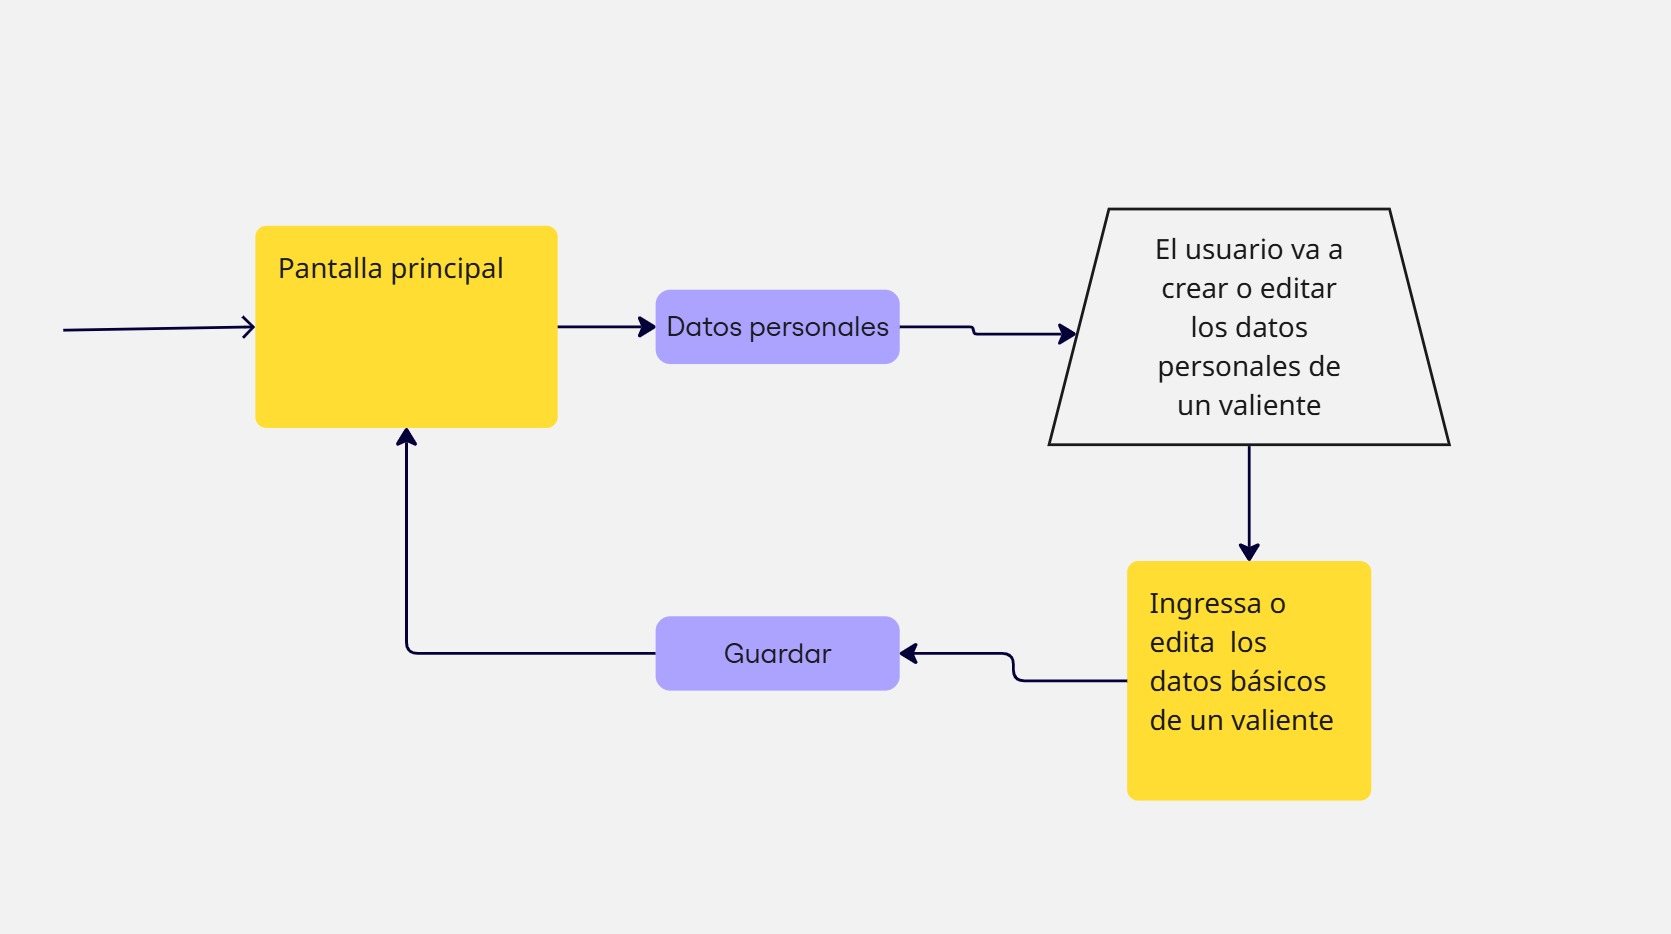 Pantalla principal
Datos personales
El usuario va a
crear o editar
los datos
personales de
un valiente
Ingressa o
edita  los
datos básicos
de un valiente
Guardar